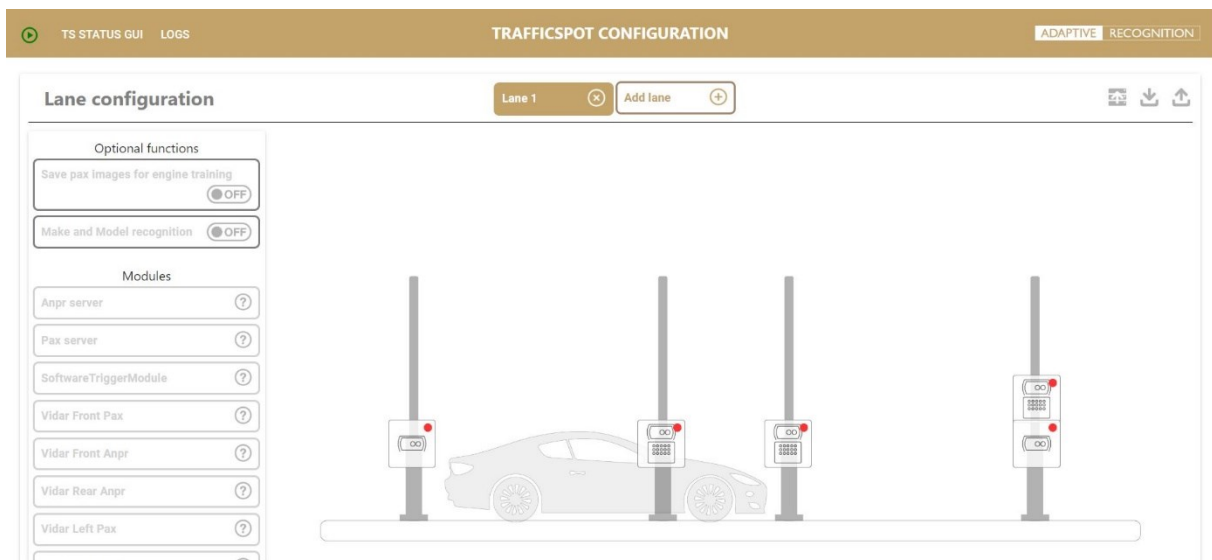 TS STATUS GUI LOGS TRAFFICSPOT CONFIGURATION ADAPTIVE RECOGNITION
Lane configuration Lane 1 Add lane
Optional functions
Save pax images for engine training
OFF
Make and Model recognition OFF
Modules
Anpr server ?
Pax server ?
SoftwareTriggerModule ?
Vidar Front Pax ?
Vidar Front Anpr ?
Vidar Rear Anpr ?
Vidar Left Pax ?